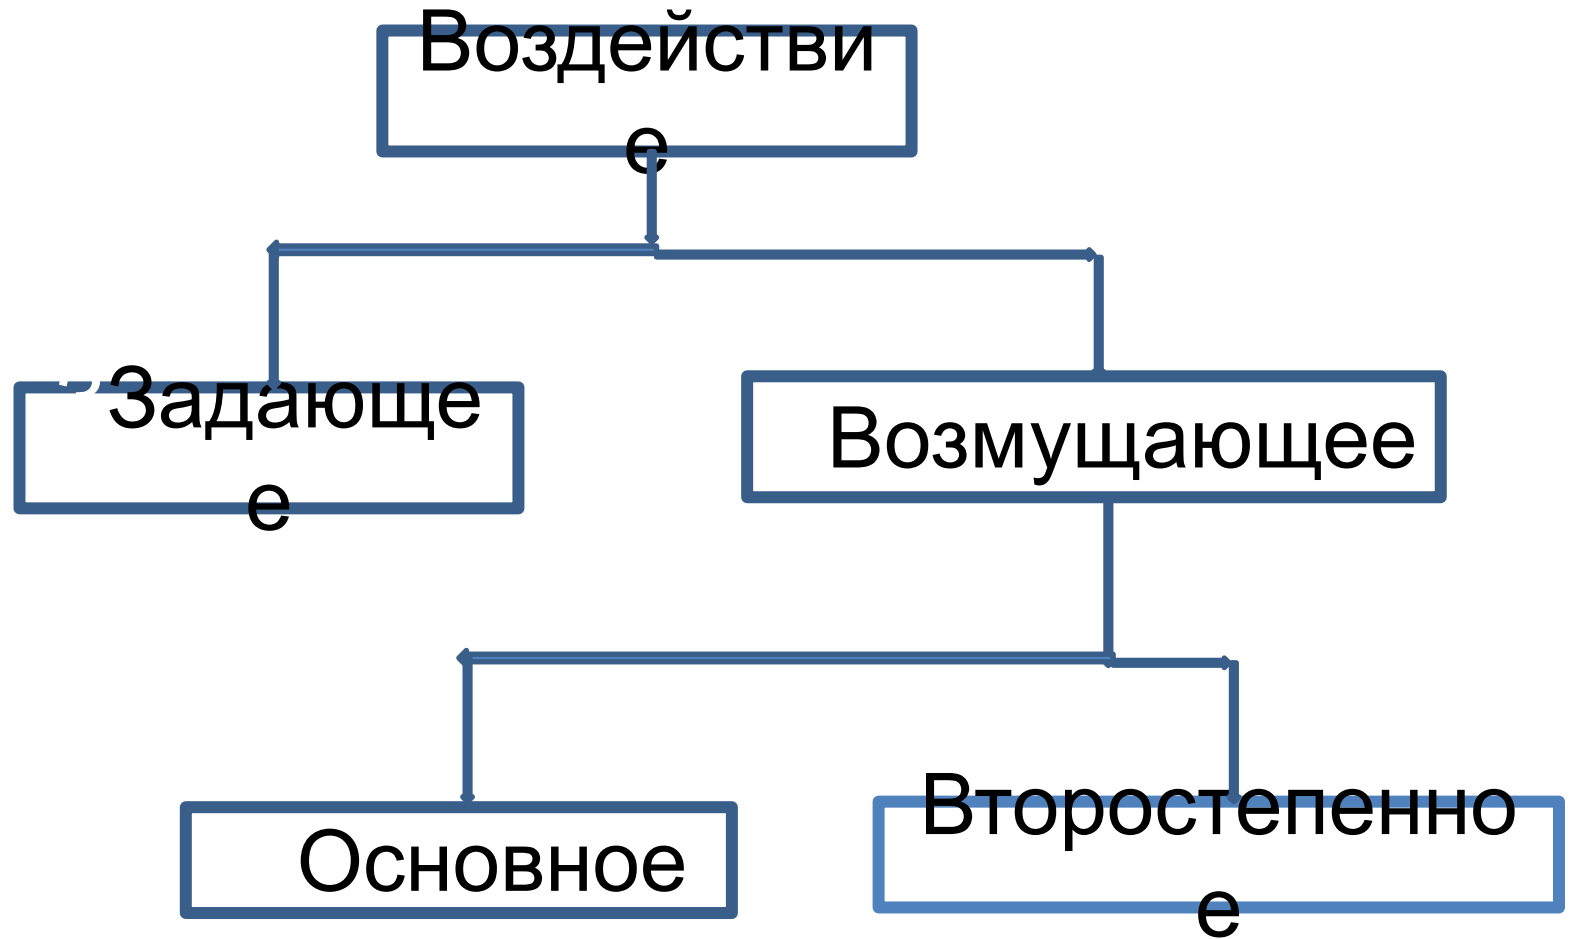 Воздействи
е
Задающе
е
Возмущающее
Основное
Второстепенно
е